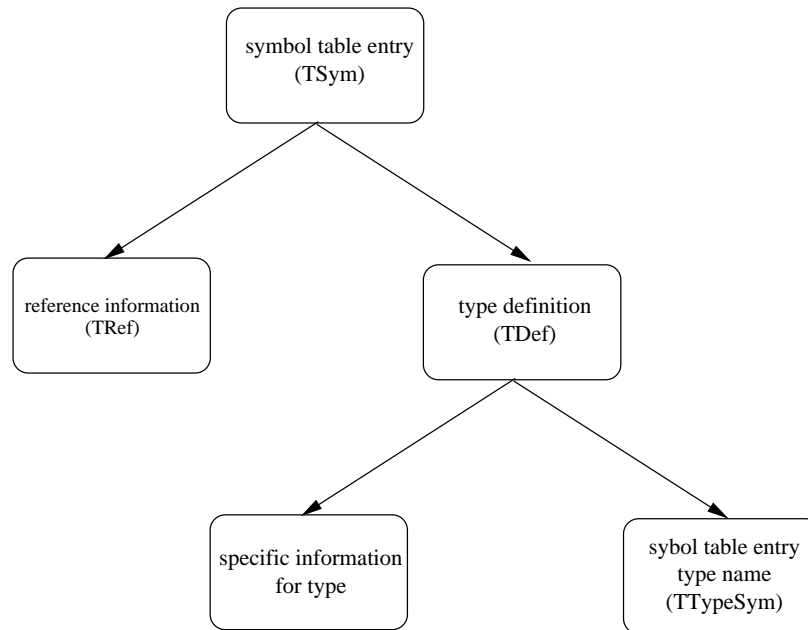 symbol table entry
(TSym)
reference information
(TRef)
type definition
(TDef)
specific information
for type
sybol table entry
type name
(TTypeSym)